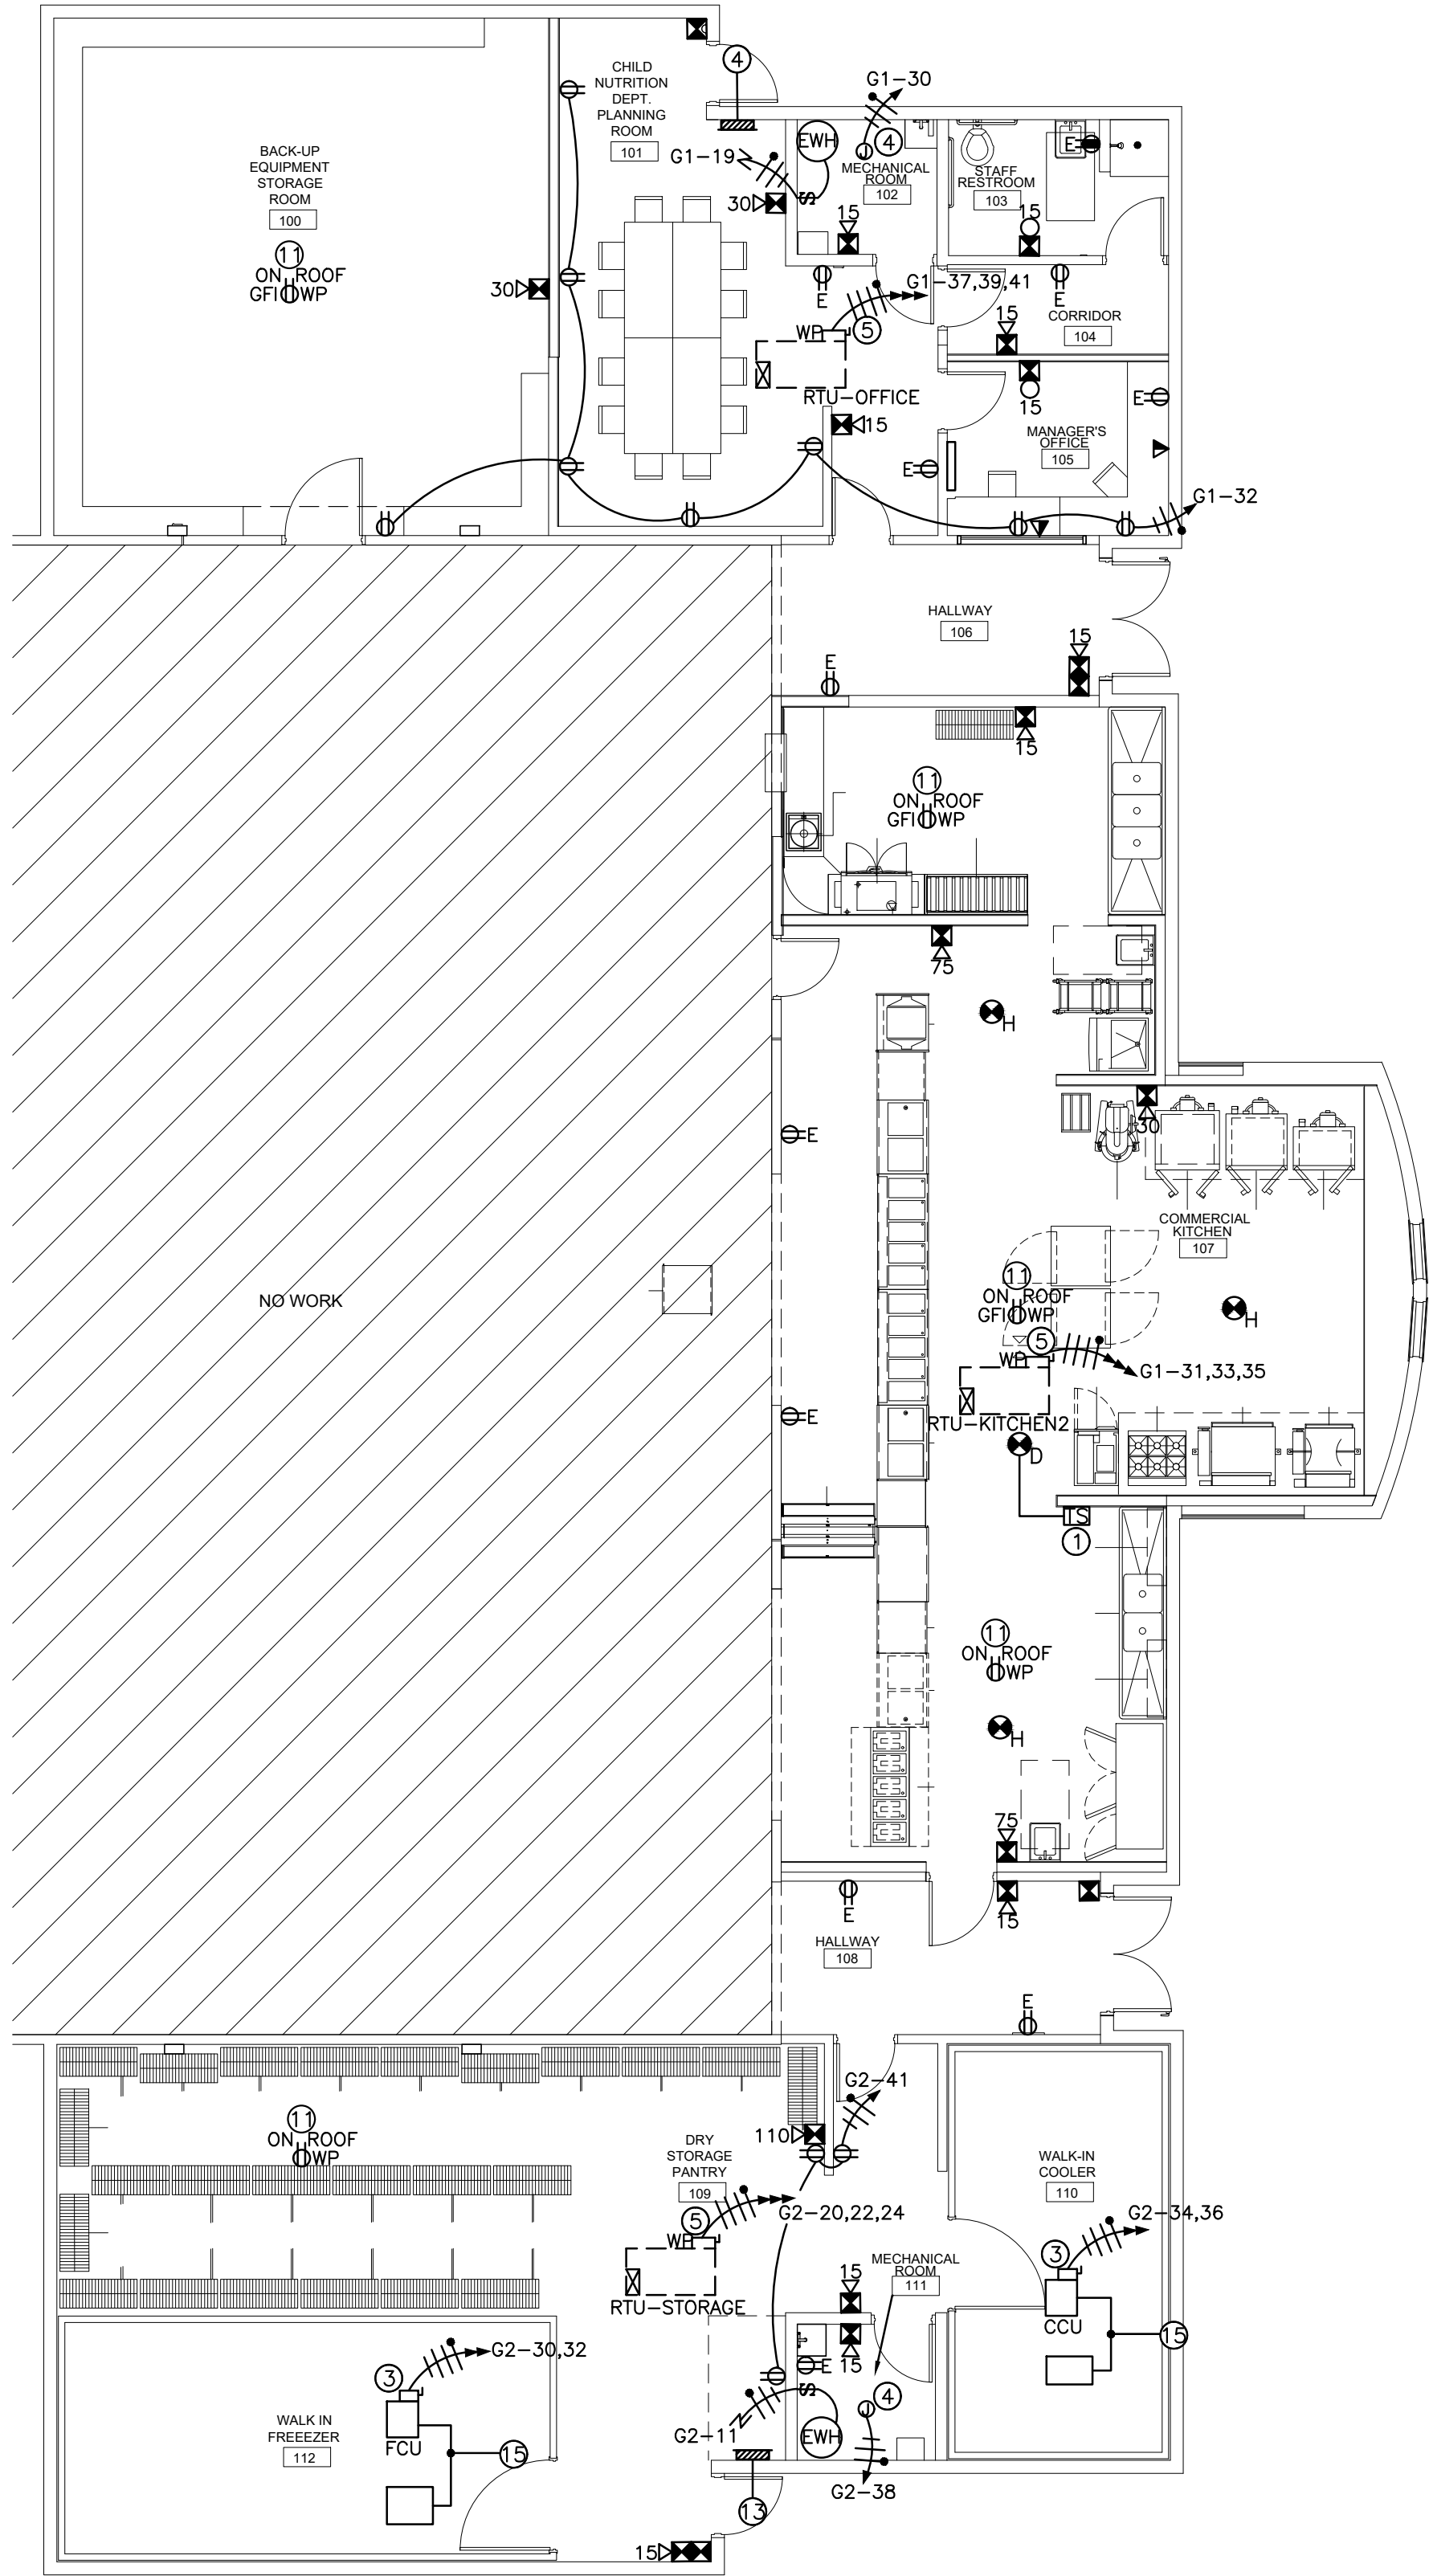 CHILD
NUTRITION
DEPT.
PLANNING
ROOM
101
4
G1-30
BACK-UP
EQUIPMENT
STORAGE
ROOM
100
11
ON ROOF
GFI WP
30
G1-19
EWH
J
4
MECHANICAL
ROOM
102
S
30
15
E
STAFF
RESTROOM
103
15
E
G1-37,39,41
WP
5
RTU-OFFICE
15
E
15
CORRIDOR
104
15
E
MANAGER'S
OFFICE
105
E
G1-32
HALLWAY
106
15
E
15
11
ON ROOF
GFI WP
75
H
30
E
COMMERCIAL
KITCHEN
107
NO WORK
11
ON ROOF
GFI WP
H
5
WP
G1-31,33,35
RTU-KITCHEN2
E
D
TS
1
11
ON ROOF
WP
H
75
15
E
HALLWAY
108
E
G2-41
11
ON ROOF
WP
110
DRY
STORAGE
PANTRY
109
WALK-IN
COOLER
110
G2-20,22,24
5
WP
RTU-STORAGE
G2-34,36
3
CCU
15
MECHANICAL
ROOM
111
15
15
E
S
G2-30,32
3
FCU
15
WALK IN
FREEEZER
112
J
4
G2-11
EWH
G2-38
13
15